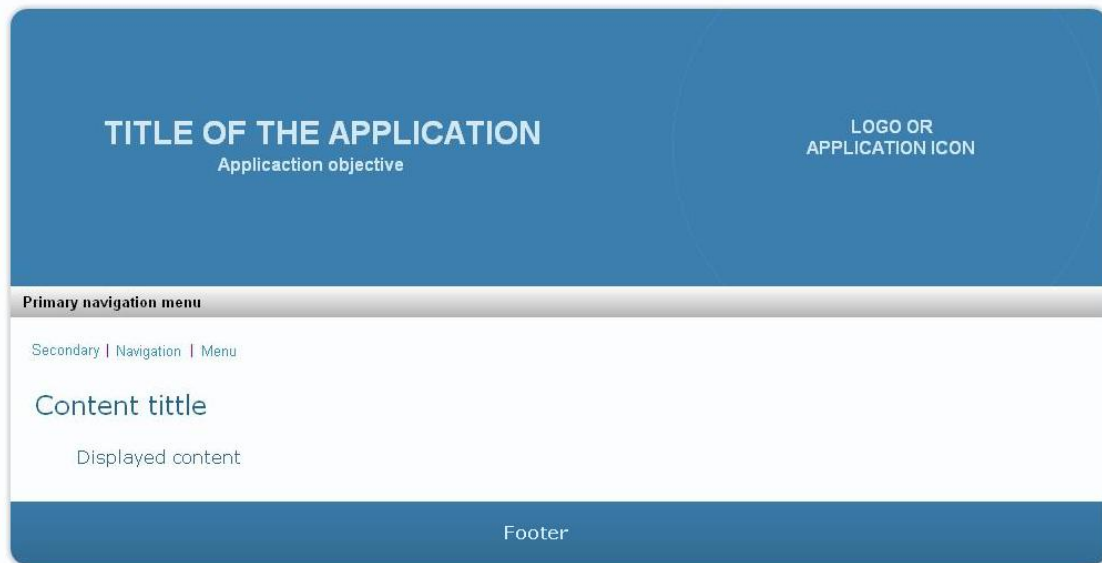 TITLE OF THE APPLICATION
Applicaction objective
LOGO OR
APPLICATION ICON
Primary navigation menu
Secondary | Navigation | Menu
Content tittle
Displayed content
Footer